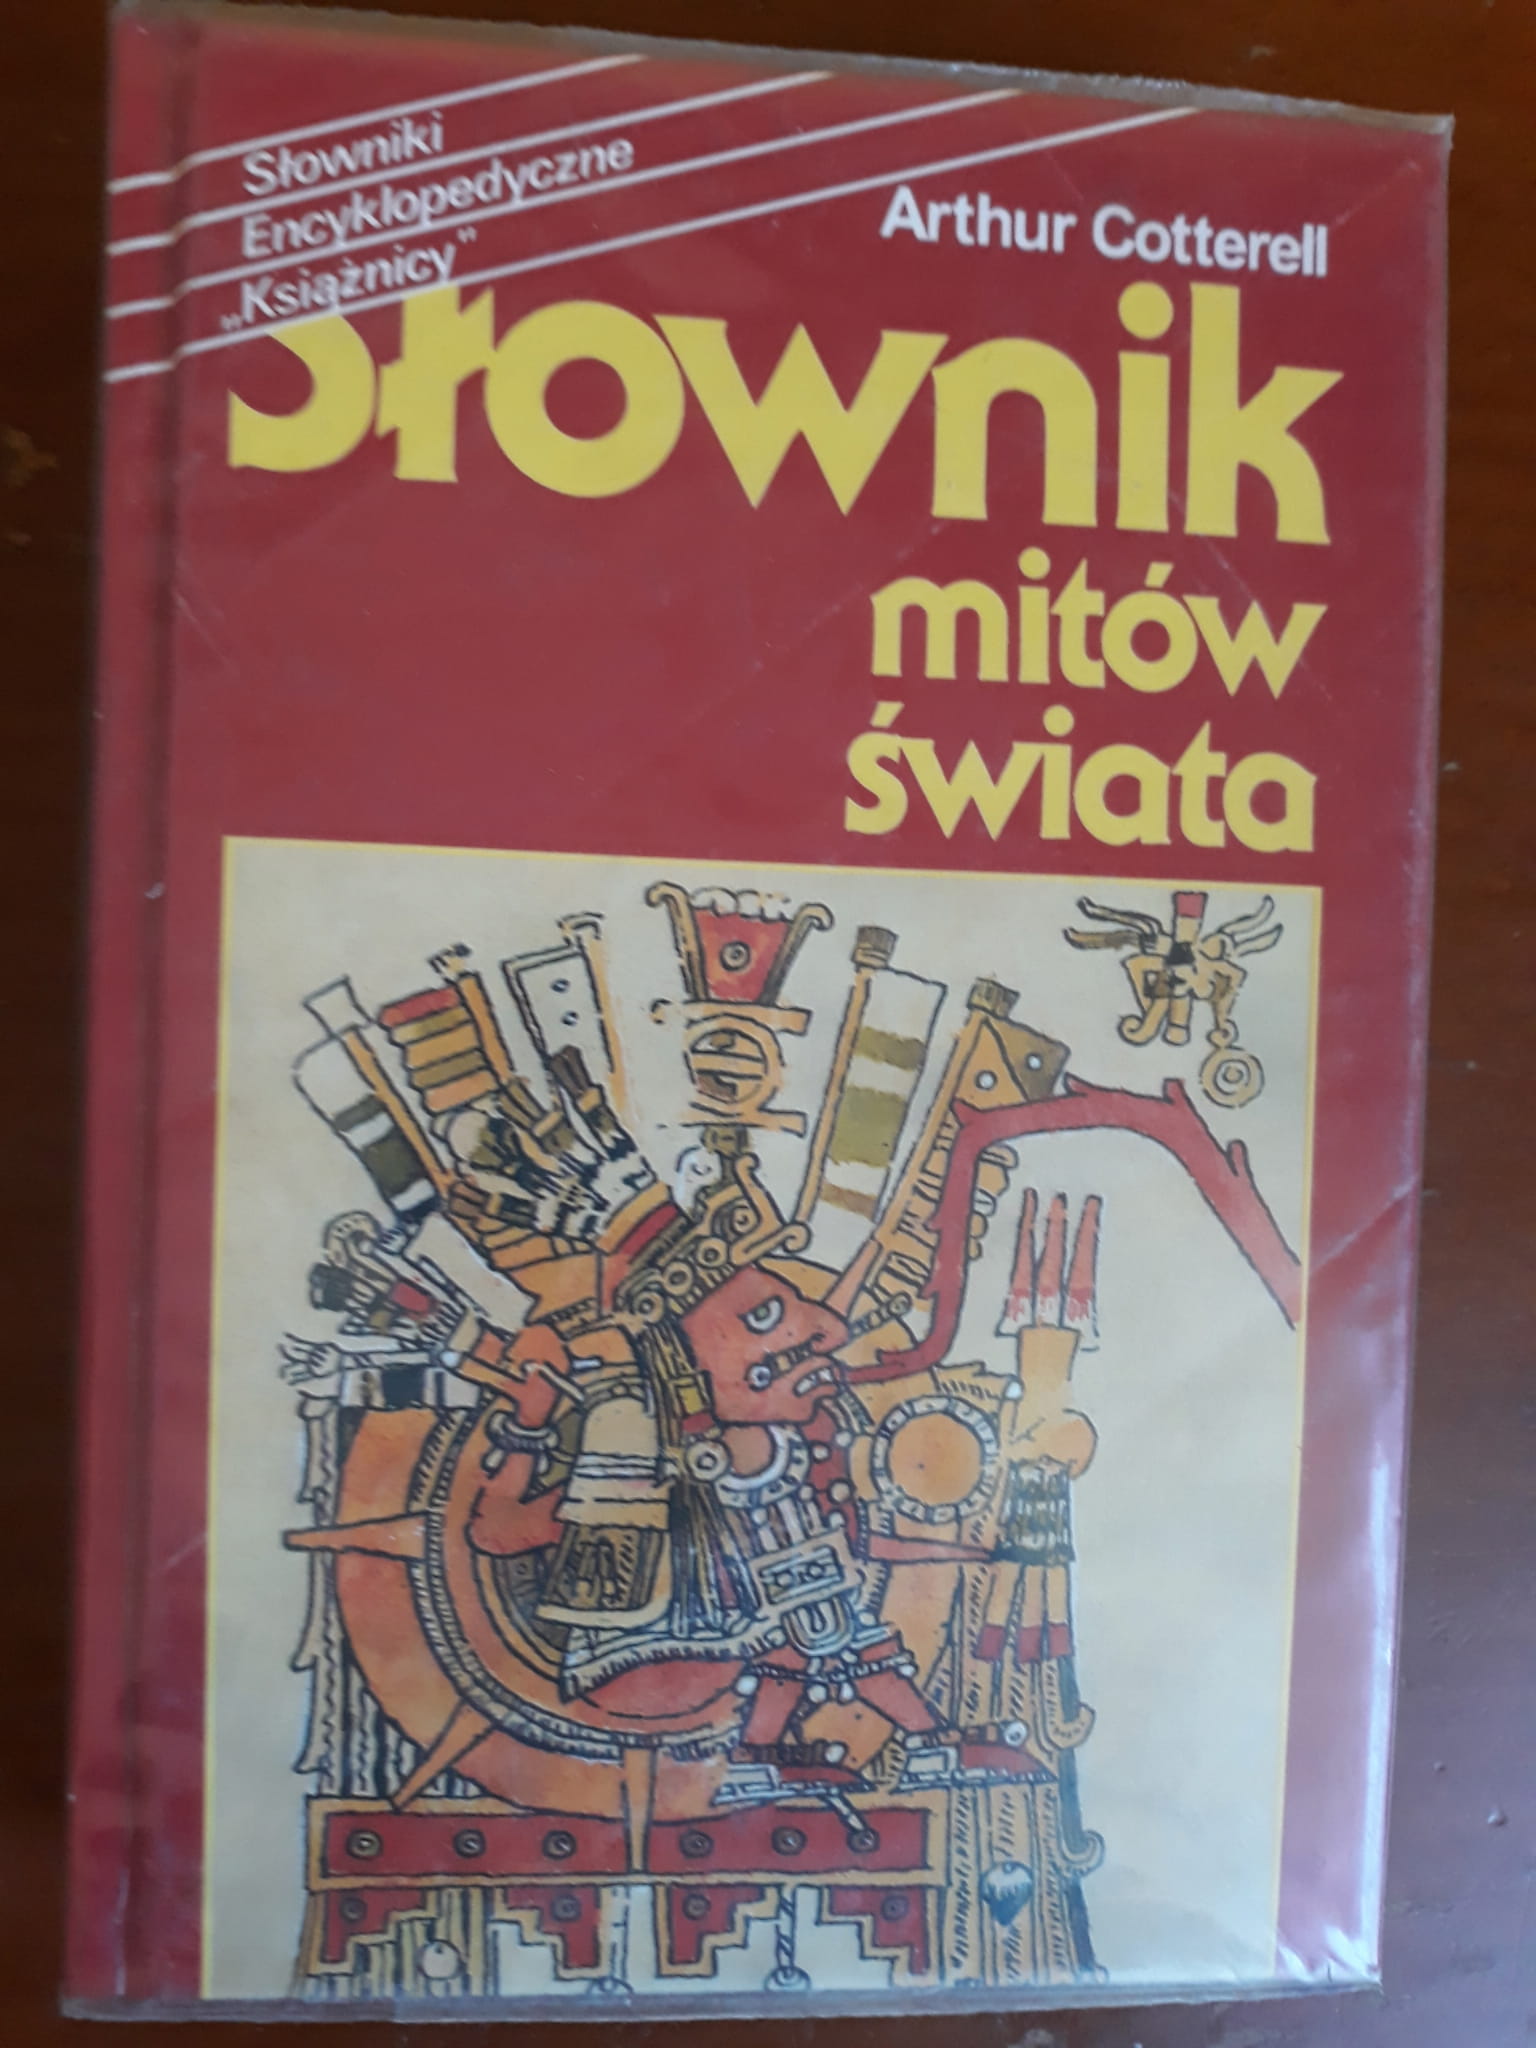 Słowniki
Encyklopedyczne
„Książnicy”
Arthur Cotterell
Słownik
mitów
świata